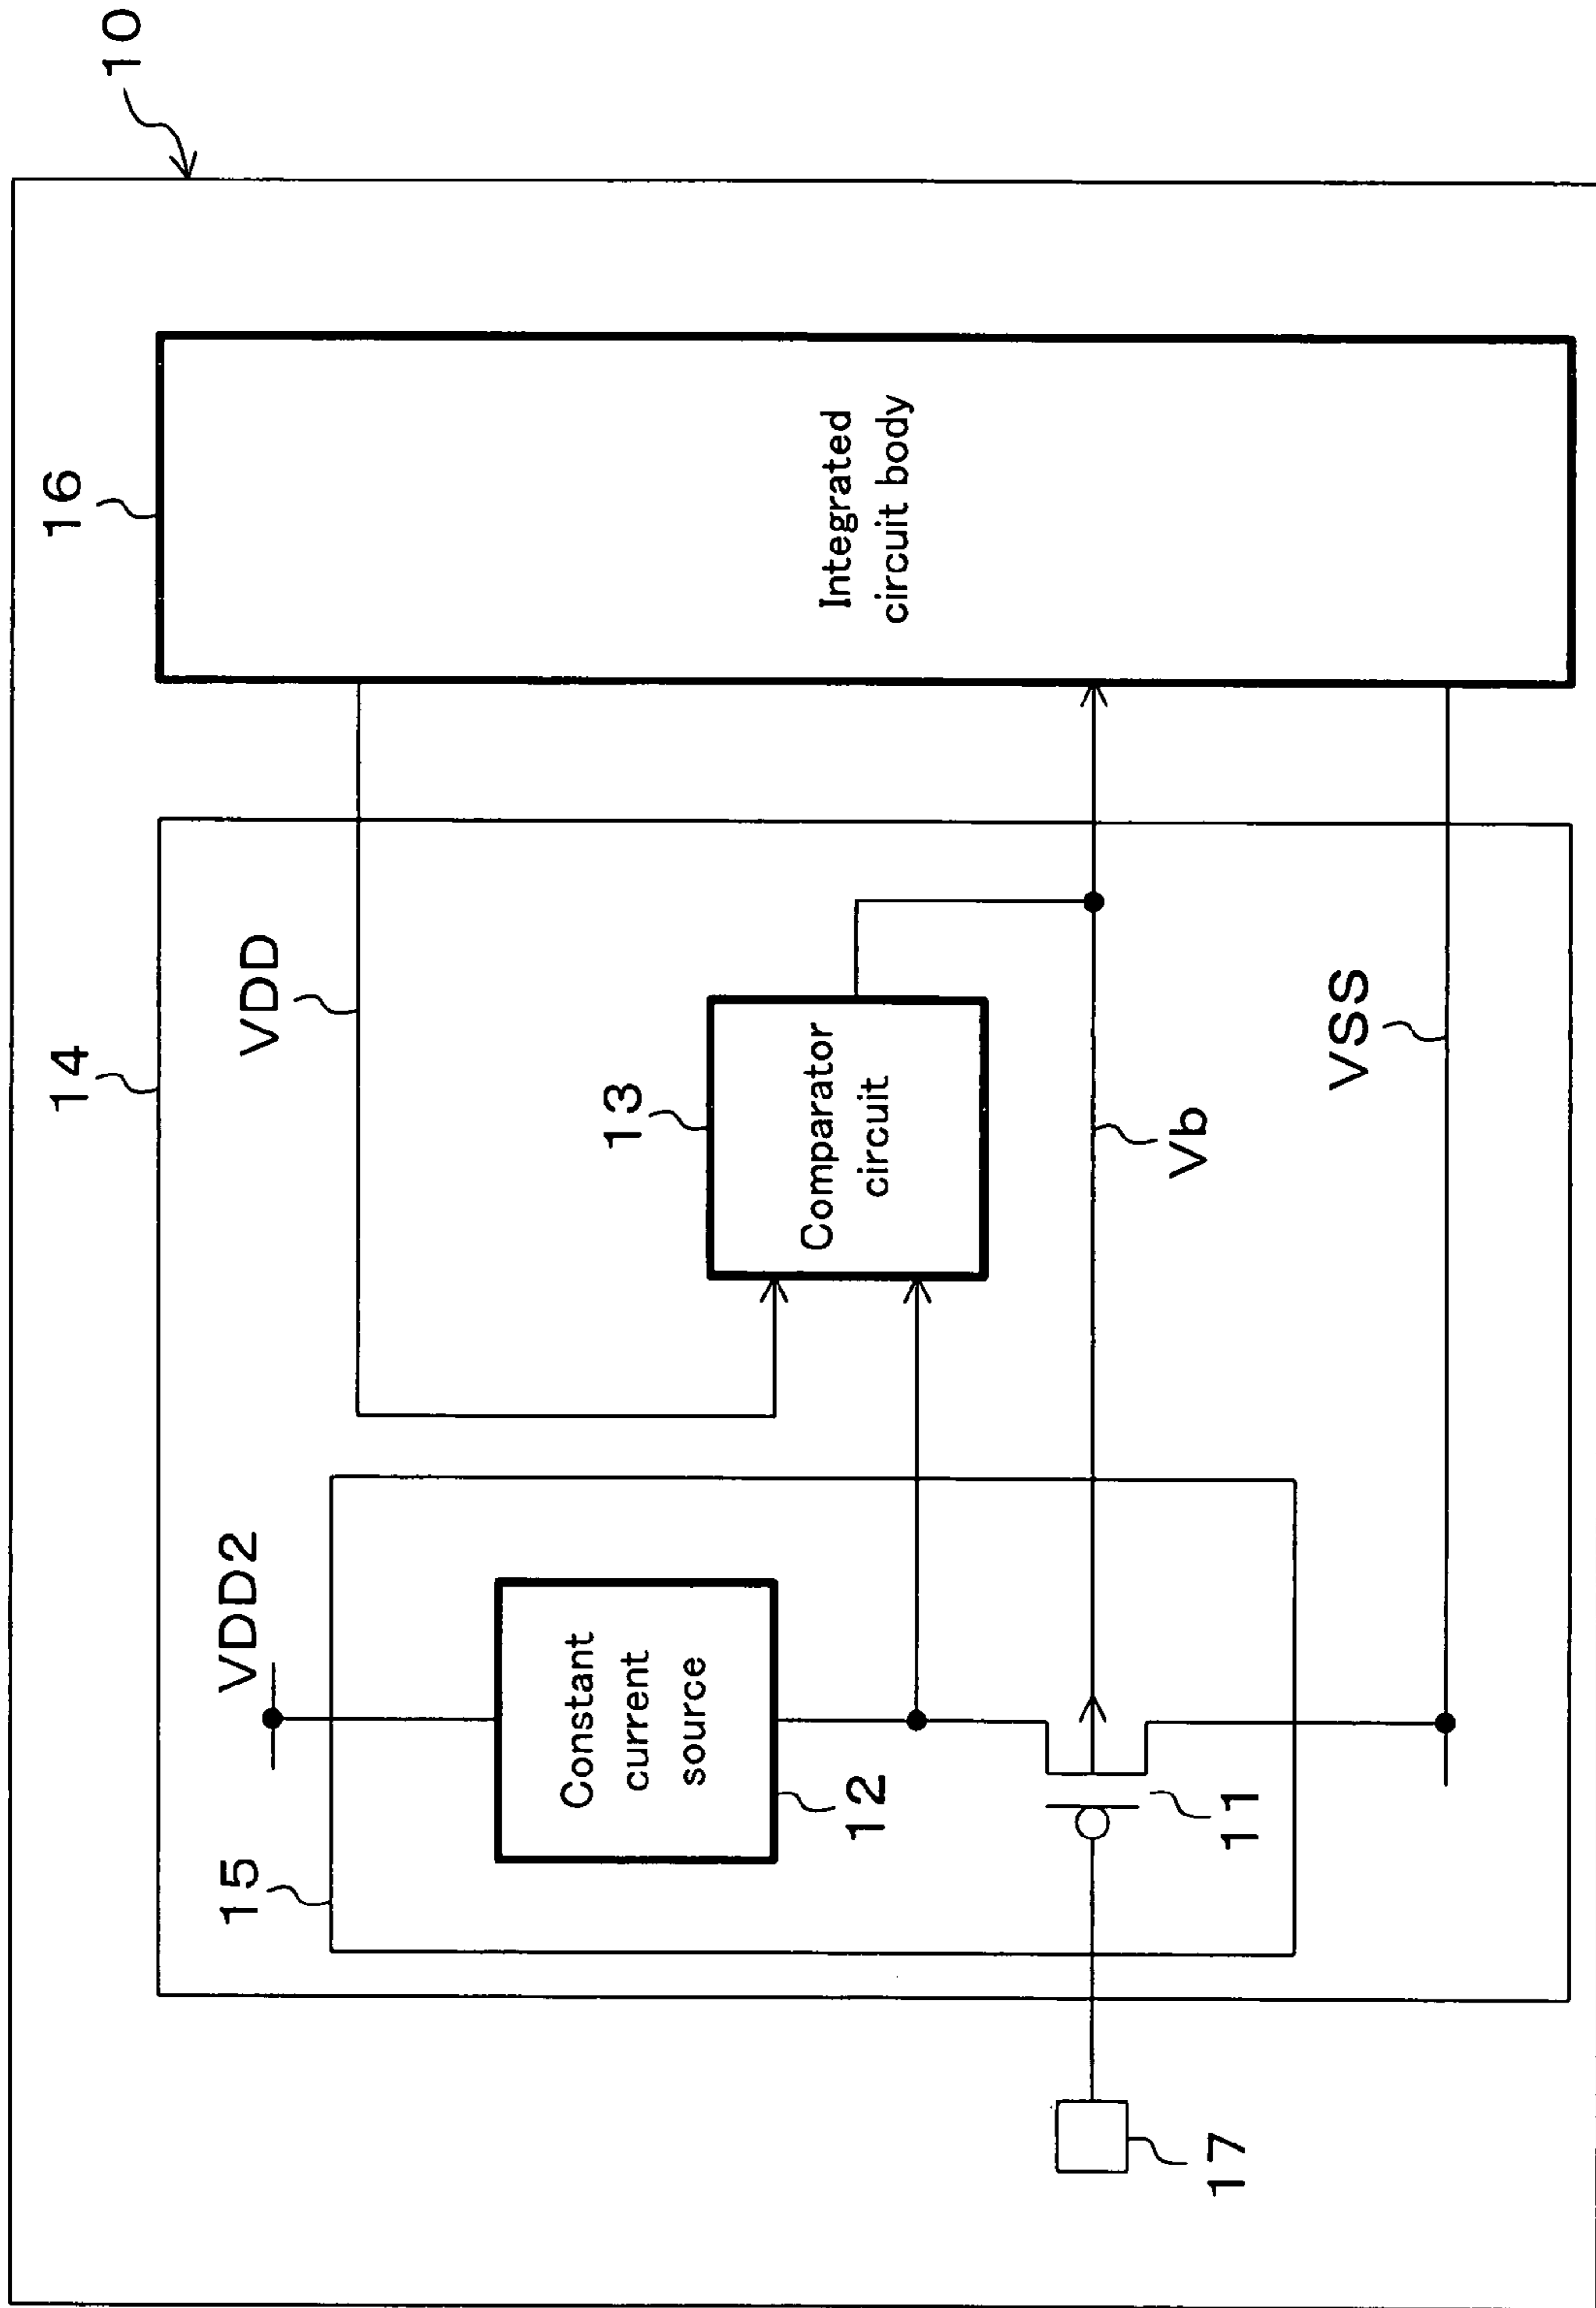 10
14
16
VDD2
VDD
15
Constant
current
source
12
13
Comparator
circuit
Integrated
circuit body
11
Vb
17
VSS